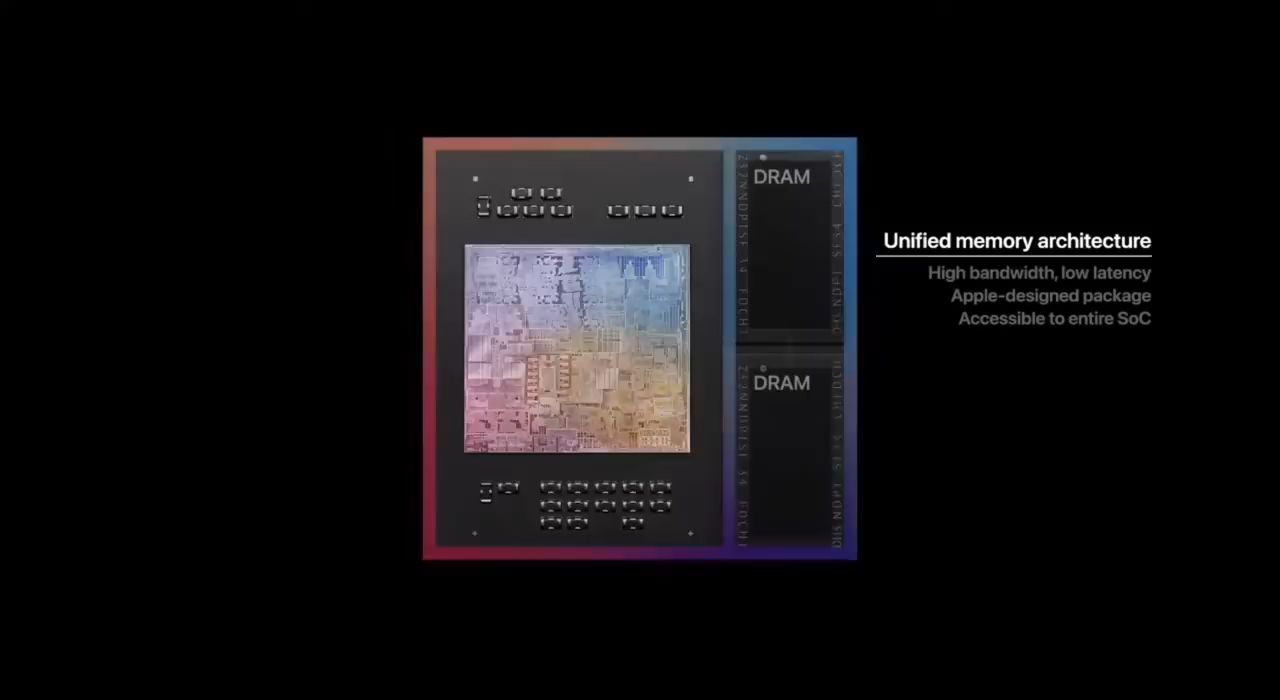 DRAM
Unified memory architecture
High bandwidth, low latency
Apple-designed package
Accessible to entire SoC
DRAM